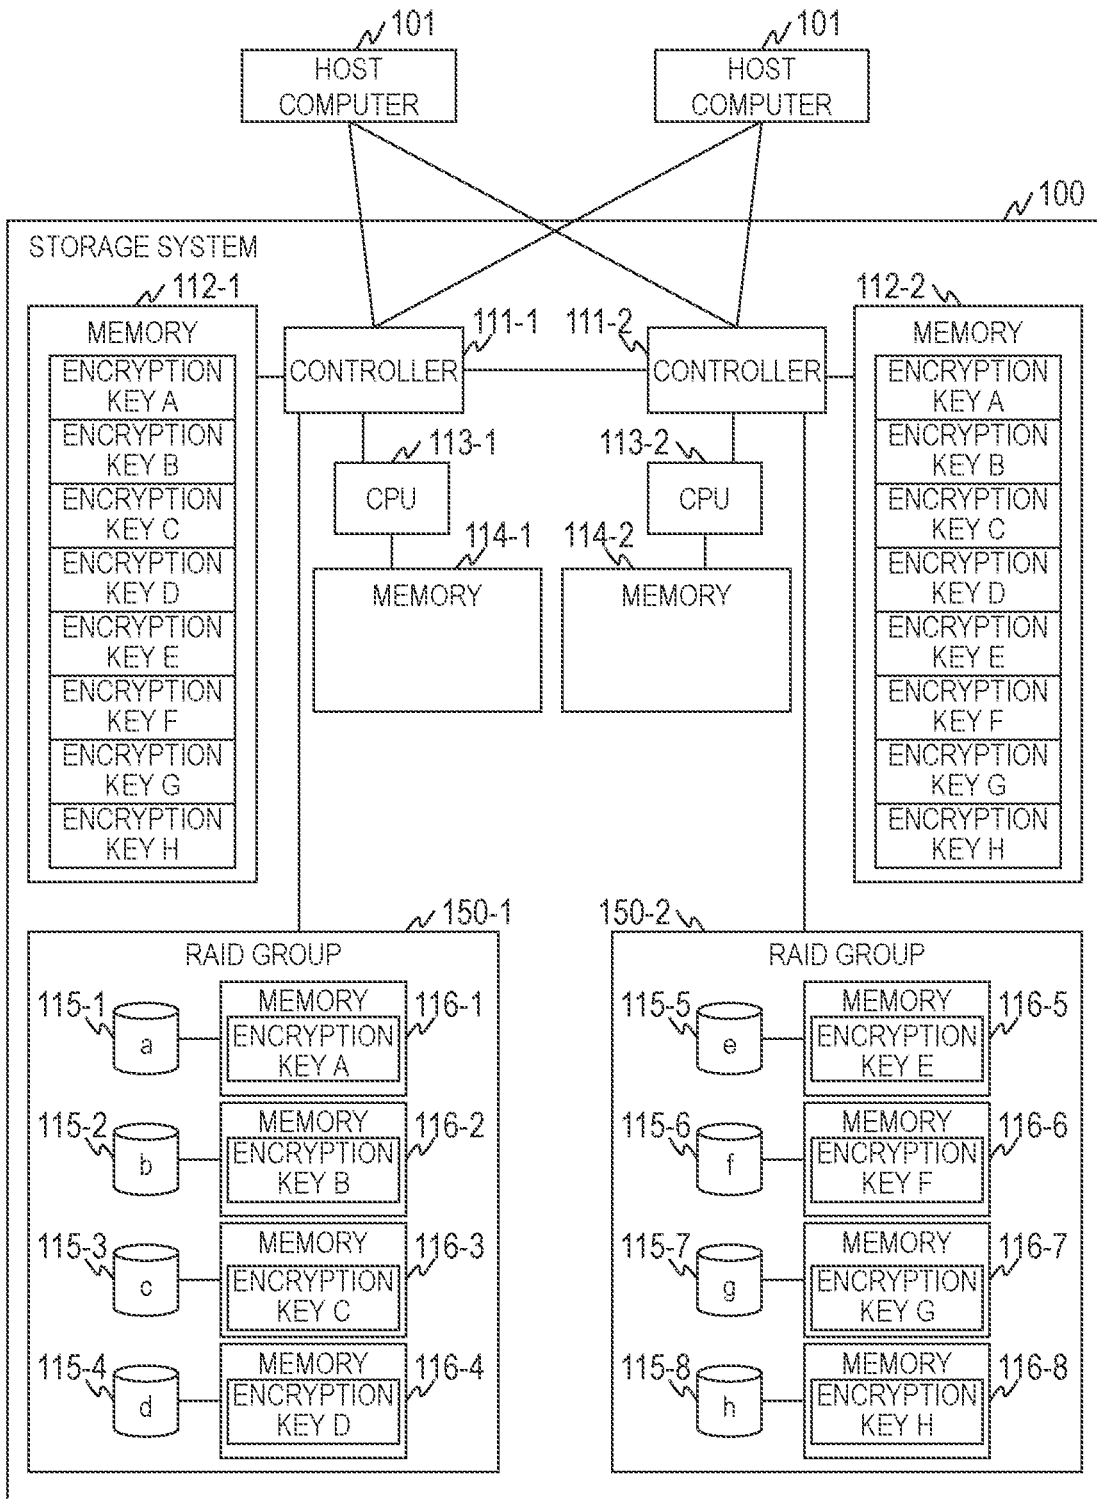 101
101
HOST
COMPUTER
HOST
COMPUTER
100
STORAGE SYSTEM
112-1
MEMORY
ENCRYPTION
KEY A
ENCRYPTION
KEY B
ENCRYPTION
KEY C
ENCRYPTION
KEY D
ENCRYPTION
KEY E
ENCRYPTION
KEY F
ENCRYPTION
KEY G
ENCRYPTION
KEY H
111-1
CONTROLLER
111-2
CONTROLLER
113-1
CPU
113-2
CPU
114-1
MEMORY
114-2
MEMORY
112-2
MEMORY
ENCRYPTION
KEY A
ENCRYPTION
KEY B
ENCRYPTION
KEY C
ENCRYPTION
KEY D
ENCRYPTION
KEY E
ENCRYPTION
KEY F
ENCRYPTION
KEY G
ENCRYPTION
KEY H
150-1
RAID GROUP
115-1
a
MEMORY
ENCRYPTION
KEY A
116-1
115-2
b
MEMORY
ENCRYPTION
KEY B
116-2
115-3
c
MEMORY
ENCRYPTION
KEY C
116-3
115-4
d
MEMORY
ENCRYPTION
KEY D
116-4
150-2
RAID GROUP
115-5
e
MEMORY
ENCRYPTION
KEY E
116-5
115-6
f
MEMORY
ENCRYPTION
KEY F
116-6
115-7
g
MEMORY
ENCRYPTION
KEY G
116-7
115-8
h
MEMORY
ENCRYPTION
KEY H
116-8